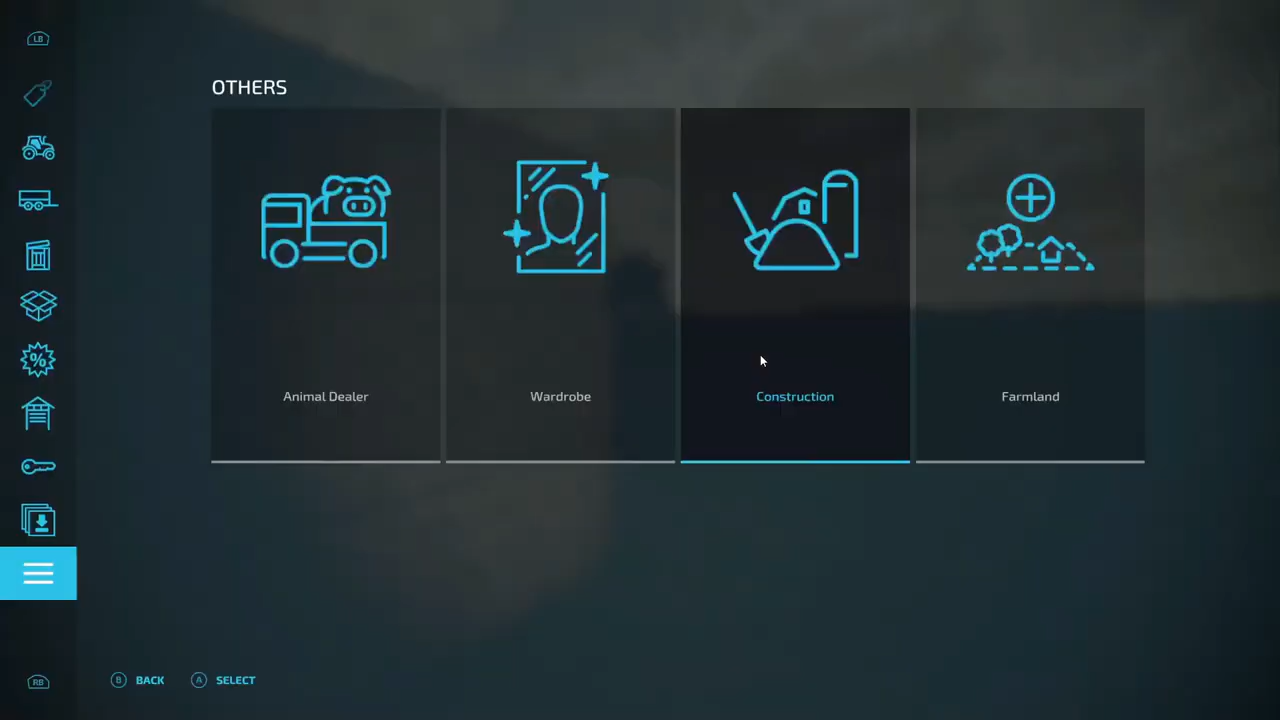 LB
OTHERS
%
Animal Dealer
Wardrobe
Construction
Farmland
RB
B BACK
A SELECT